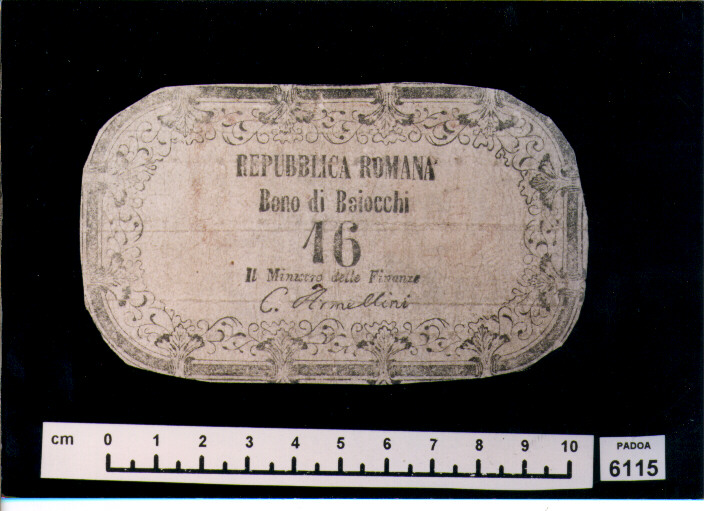 REPUBBLICA ROMANA
Bono di Baiocchi
16
Il Ministro delle Finanze
C. Armellini
cm 0 1 2 3 4 5 6 7 8 9 10
PADOA
6115